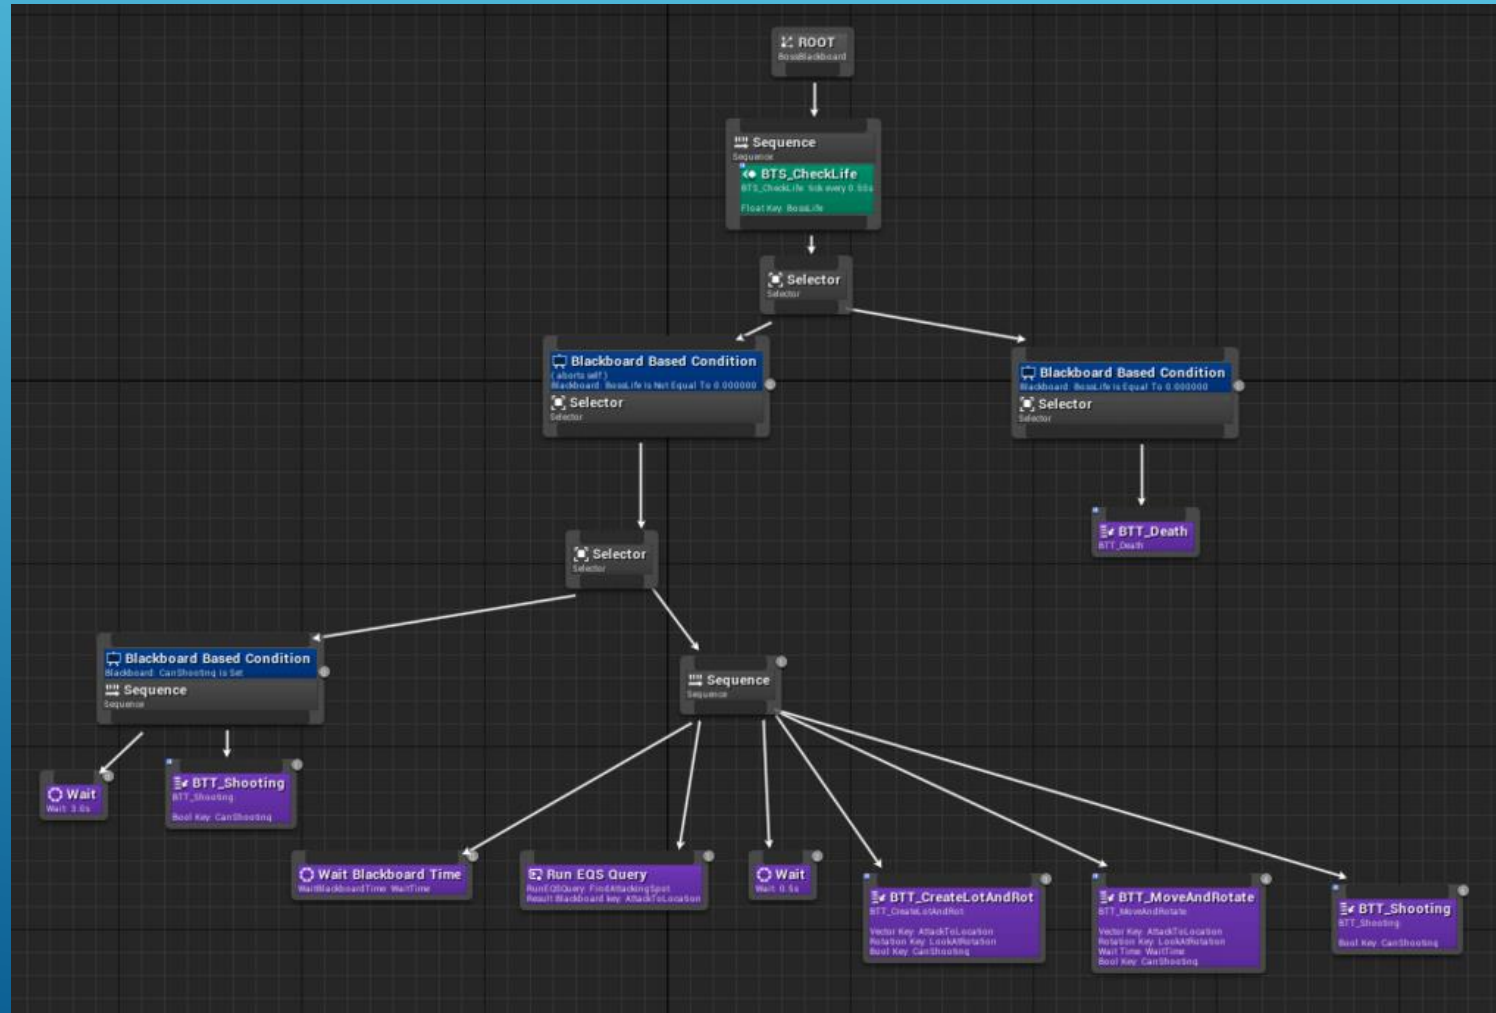 ROOT
BossBlackboard
Sequence
Sequence
BTS_CheckLife
BTS_CheckLife: tick every 0.50s
Float Key: BossLife
Selector
Selector
Blackboard Based Condition
( aborts self )
Blackboard: BossLife is Not Equal To 0.000000
Selector
Selector
Blackboard Based Condition
Blackboard: BossLife is Equal To 0.000000
Selector
Selector
BTT_Death
BTT_Death
Selector
Selector
Blackboard Based Condition
Blackboard: CanShooting is Set
Sequence
Sequence
Sequence
Sequence
Wait
Wait: 3.0s
BTT_Shooting
BTT_Shooting
Bool Key: CanShooting
Wait Blackboard Time
WaitBlackboardTime: WaitTime
Run EQS Query
RunEQSQuery: FindAttackingSpot
Result Blackboard key: AttackToLocation
Wait
Wait: 0.5s
BTT_CreateLotAndRot
BTT_CreateLotAndRot
Vector Key: AttackToLocation
Rotation Key: LookAtRotation
Bool Key: CanShooting
BTT_MoveAndRotate
BTT_MoveAndRotate
Vector Key: AttackToLocation
Rotation Key: LookAtRotation
Wait Time: WaitTime
Bool Key: CanShooting
BTT_Shooting
BTT_Shooting
Bool Key: CanShooting